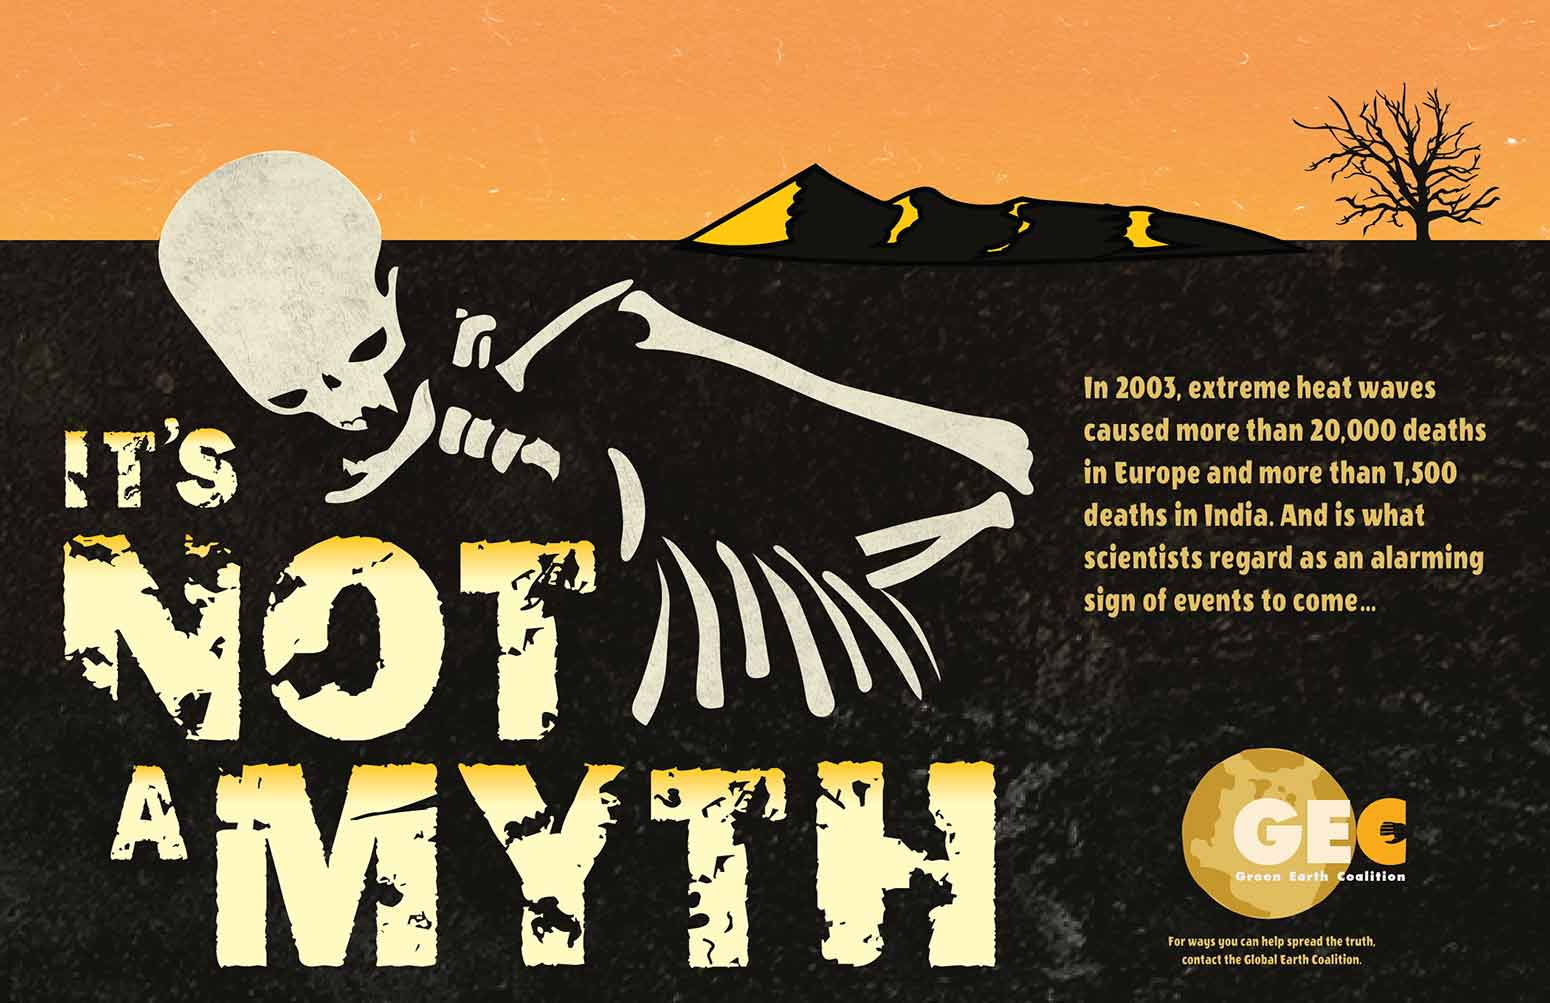 IT'S
NOT
A MYTH
In 2003, extreme heat waves
caused more than 20,000 deaths
in Europe and more than 1,500
deaths in India. And is what
scientists regard as an alarming
sign of events to come...
GEC
Green Earth Coalition
For ways you can help spread the truth,
contact the Global Earth Coalition.